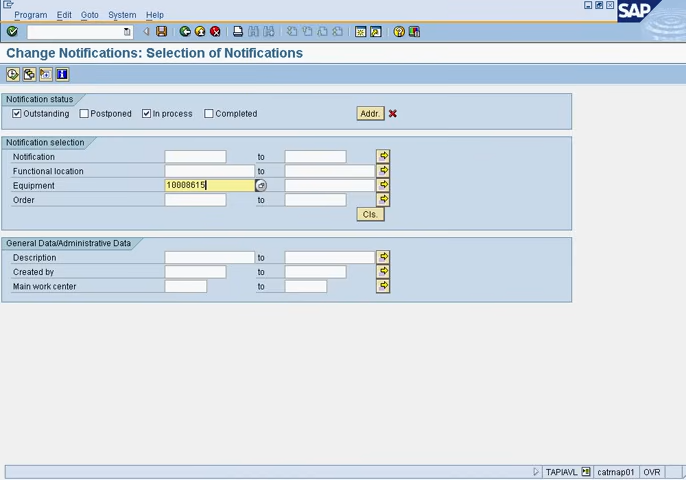 Program Edit Goto System Help
SAP
Change Notifications: Selection of Notifications
Notification status
Outstanding Postponed In process Completed Addr.
Notification selection
Notification to
Functional location to
Equipment 10008615
Order to
Cls.
General Data/Administrative Data
Description to
Created by to
Main work center to
TAPIAVL catrnap01 OVR